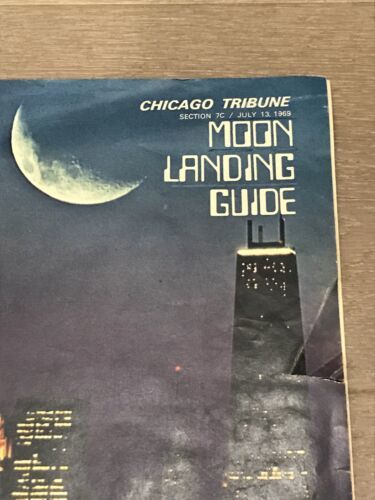 CHICAGO TRIBUNE
SECTION 7C / JULY 13, 1969
MOON
LANDING
GUIDE